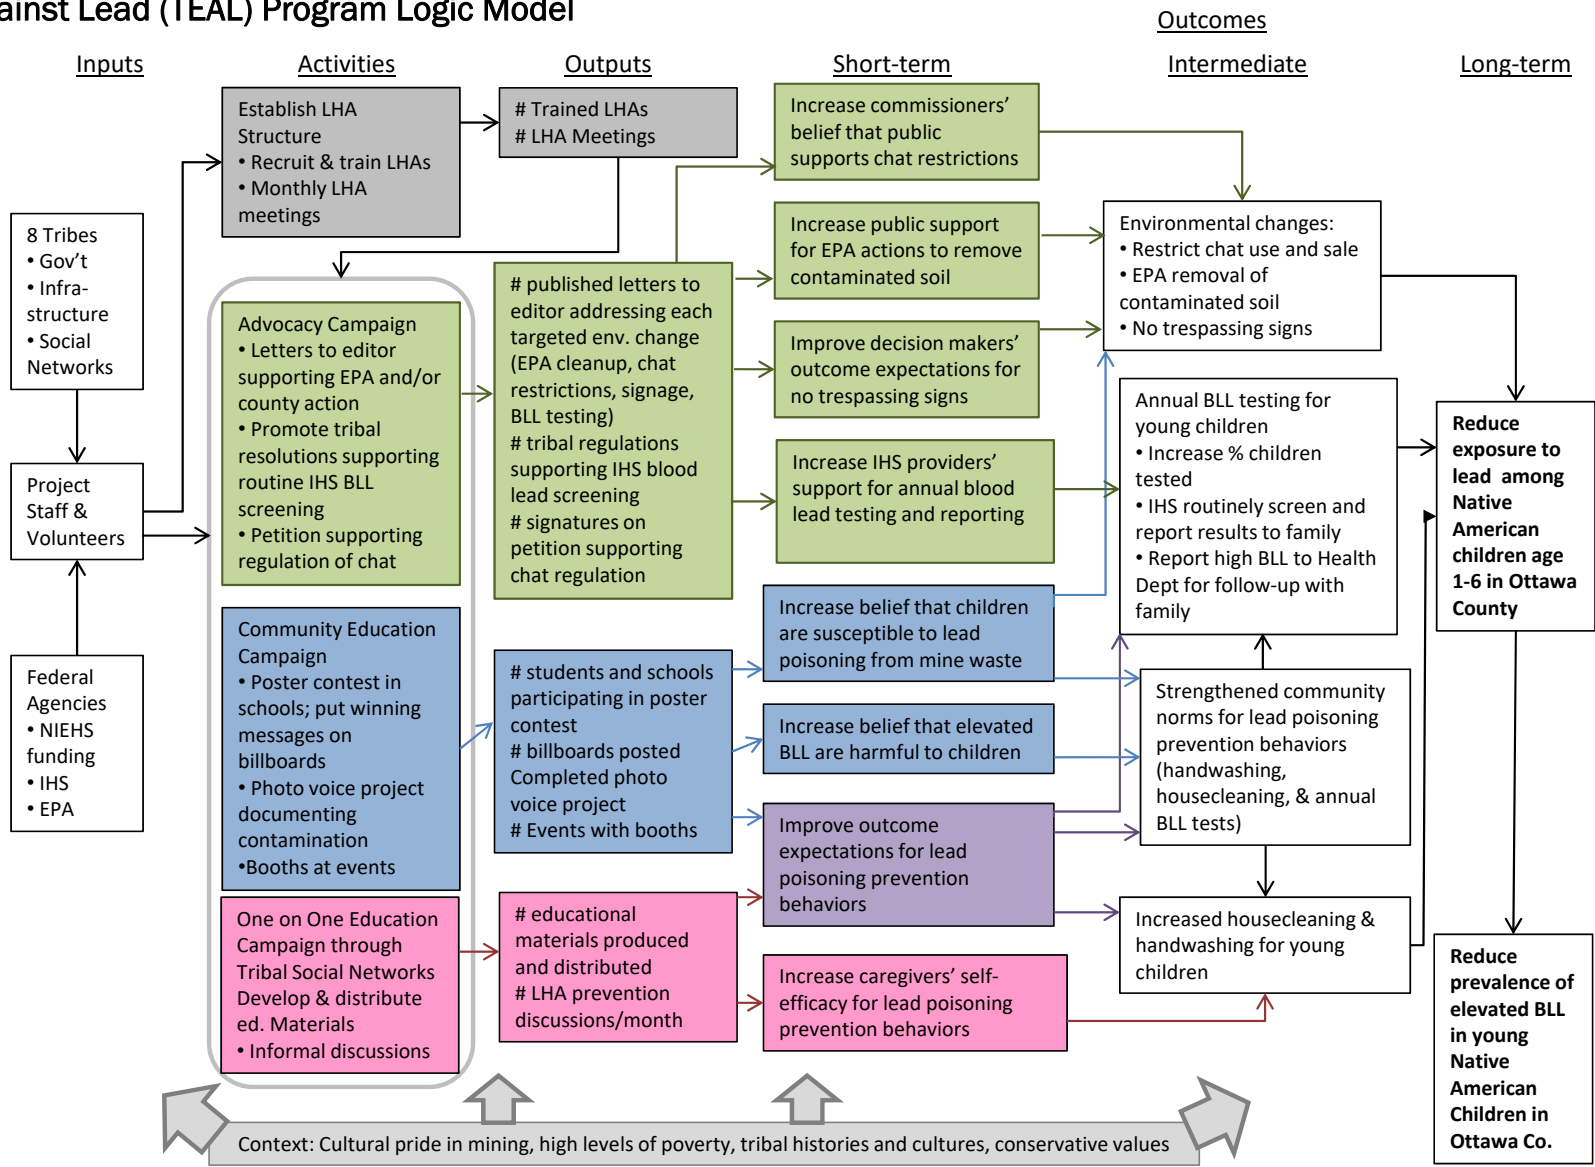 ainst Lead (TEAL) Program Logic Model
Outcomes
Inputs
Activities
Outputs
Short-term
Intermediate
Long-term
8 Tribes
• Gov't
• Infra-
structure
• Social
Networks
Project
Staff &
Volunteers
Federal
Agencies
• NIEHS
funding
• IHS
• EPA
Establish LHA
Structure
• Recruit & train LHAs
• Monthly LHA
meetings
Advocacy Campaign
• Letters to editor
supporting EPA and/or
county action
• Promote tribal
resolutions supporting
routine IHS BLL
screening
• Petition supporting
regulation of chat
Community Education
Campaign
• Poster contest in
schools; put winning
messages on
billboards
• Photo voice project
documenting
contamination
•Booths at events
One on One Education
Campaign through
Tribal Social Networks
Develop & distribute
ed. Materials
• Informal discussions
# Trained LHAs
# LHA Meetings
# published letters to
editor addressing each
targeted env. change
(EPA cleanup, chat
restrictions, signage,
BLL testing)
# tribal regulations
supporting IHS blood
lead screening
# signatures on
petition supporting
chat regulation
# students and schools
participating in poster
contest
# billboards posted
Completed photo
voice project
# Events with booths
# educational
materials produced
and distributed
# LHA prevention
discussions/month
Increase commissioners'
belief that public
supports chat restrictions
Increase public support
for EPA actions to remove
contaminated soil
Improve decision makers'
outcome expectations for
no trespassing signs
Increase IHS providers'
support for annual blood
lead testing and reporting
Increase belief that children
are susceptible to lead
poisoning from mine waste
Increase belief that elevated
BLL are harmful to children
Improve outcome
expectations for lead
poisoning prevention
behaviors
Increase caregivers' self-
efficacy for lead poisoning
prevention behaviors
Environmental changes:
• Restrict chat use and sale
• EPA removal of
contaminated soil
• No trespassing signs
Annual BLL testing for
young children
• Increase % children
tested
• IHS routinely screen and
report results to family
• Report high BLL to Health
Dept for follow-up with
family
Strengthened community
norms for lead poisoning
prevention behaviors
(handwashing,
housecleaning, & annual
BLL tests)
Increased housecleaning &
handwashing for young
children
Reduce
exposure to
lead among
Native
American
children age
1-6 in Ottawa
County
Reduce
prevalence of
elevated BLL
in young
Native
American
Children in
Ottawa Co.
Context: Cultural pride in mining, high levels of poverty, tribal histories and cultures, conservative values